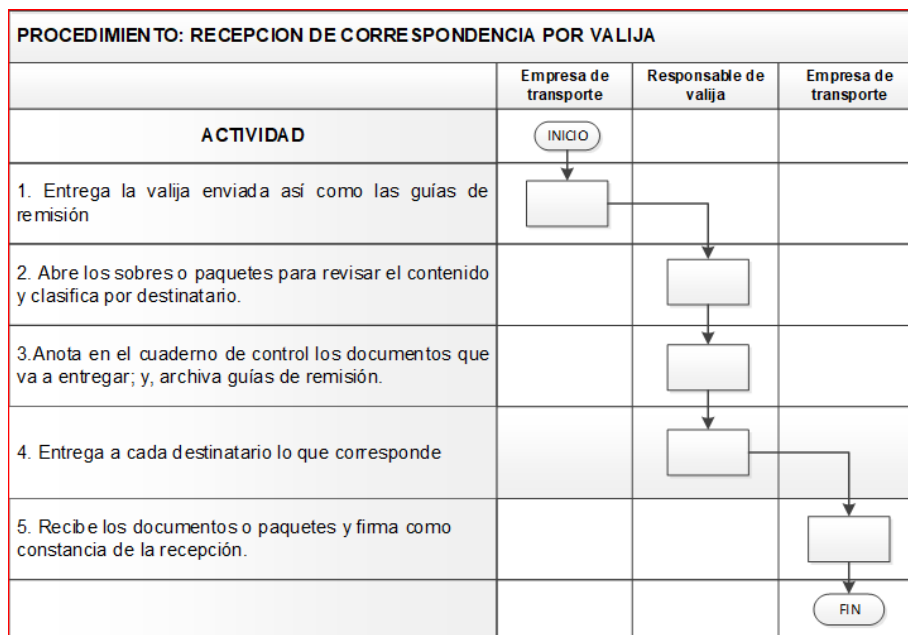 PROCEDIMIENTO: RECEPCION DE CORRESPONDENCIA POR VALIJA
Empresa de
transporte
Responsable de
valija
Empresa de
transporte
ACTIVIDAD
INICIO
1. Entrega la valija enviada así como las guías de
remisión
2. Abre los sobres o paquetes para revisar el contenido
y clasifica por destinatario.
3.Anota en el cuaderno de control los documentos que
va a entregar; y, archiva guías de remisión.
4. Entrega a cada destinatario lo que corresponde
5. Recibe los documentos o paquetes y firma como
constancia de la recepción.
FIN